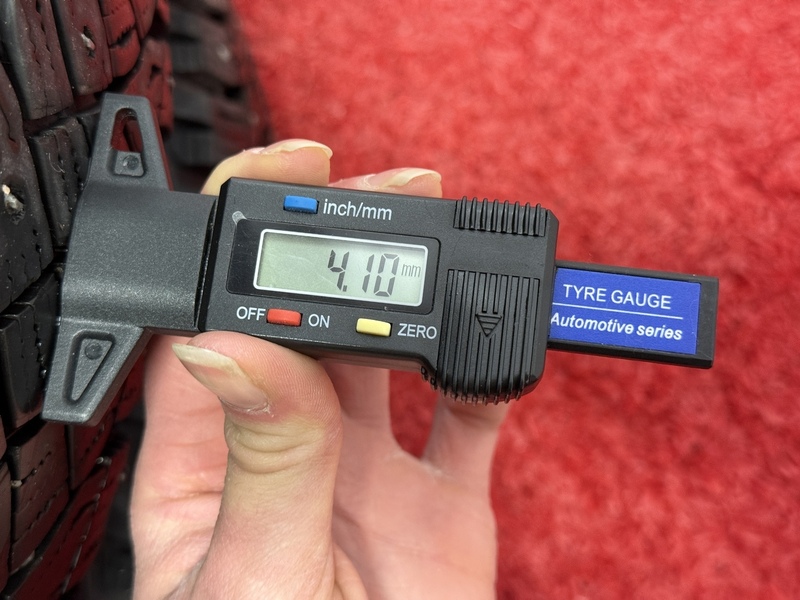 inch/mm
4.10 mm
OFF ON ZERO
TYRE GAUGE
Automotive series